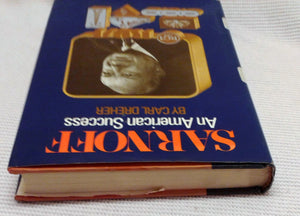 SARNOFF
An American Success
BY CARL DREHER